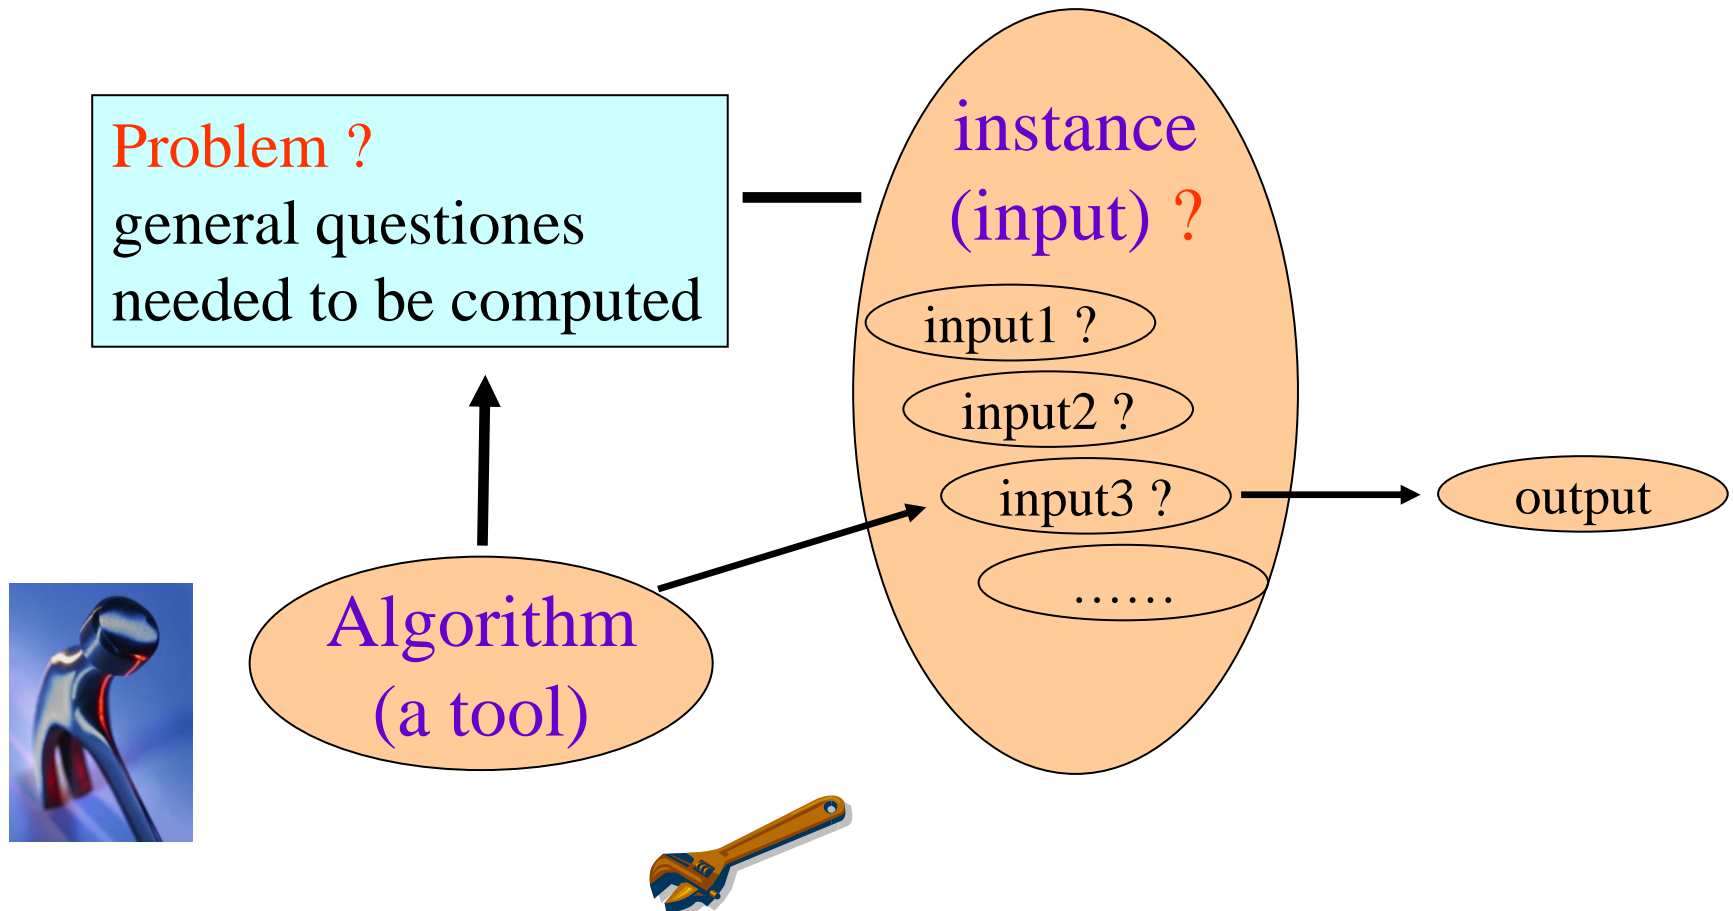 Problem ?
general questiones
needed to be computed
instance
(input) ?
input1 ?
input2 ?
input3 ?
……
output
Algorithm
(a tool)